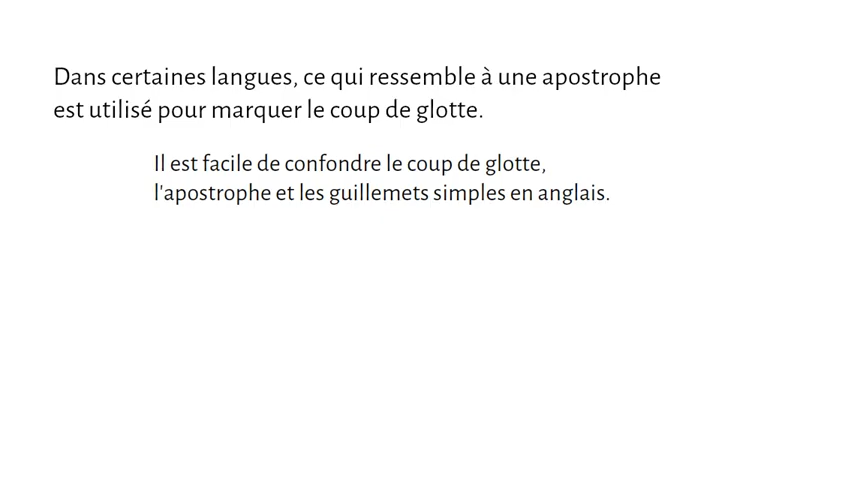 Dans certaines langues, ce qui ressemble à une apostrophe
est utilisé pour marquer le coup de glotte.
Il est facile de confondre le coup de glotte,
l'apostrophe et les guillemets simples en anglais.